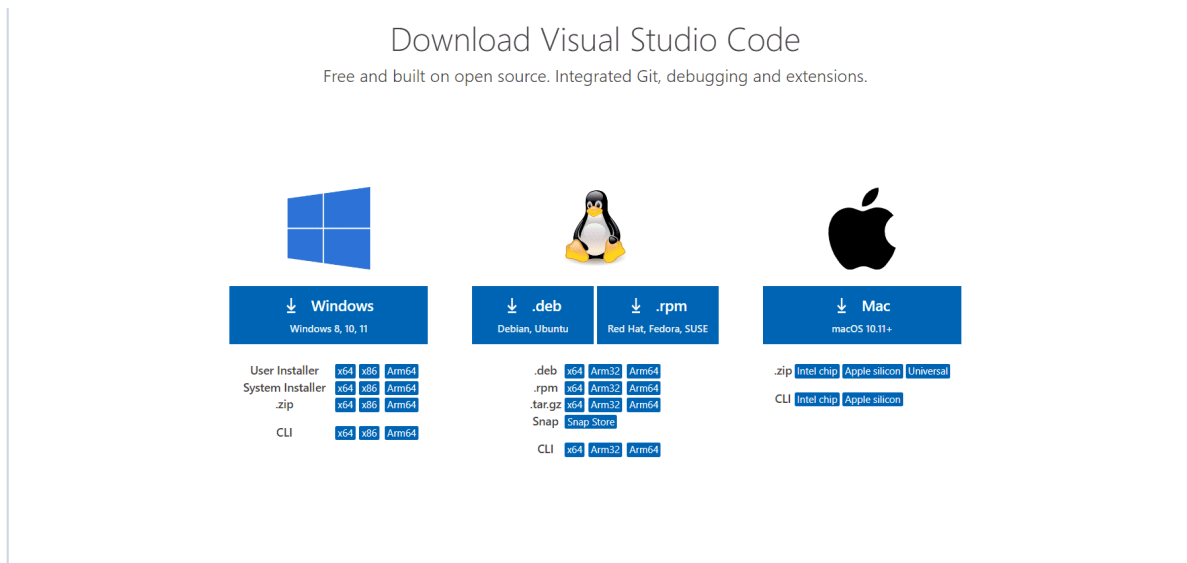 Download Visual Studio Code
Free and built on open source. Integrated Git, debugging and extensions.
Windows
Windows 8, 10, 11
User Installer x64 x86 Arm64
System Installer x64 x86 Arm64
.zip x64 x86 Arm64
CLI x64 x86 Arm64
.deb
Debian, Ubuntu
.rpm
Red Hat, Fedora, SUSE
.deb x64 Arm32 Arm64
.rpm x64 Arm32 Arm64
.tar.gz x64 Arm32 Arm64
Snap Snap Store
CLI x64 Arm32 Arm64
Mac
macOS 10.11+
.zip Intel chip Apple silicon Universal
CLI Intel chip Apple silicon